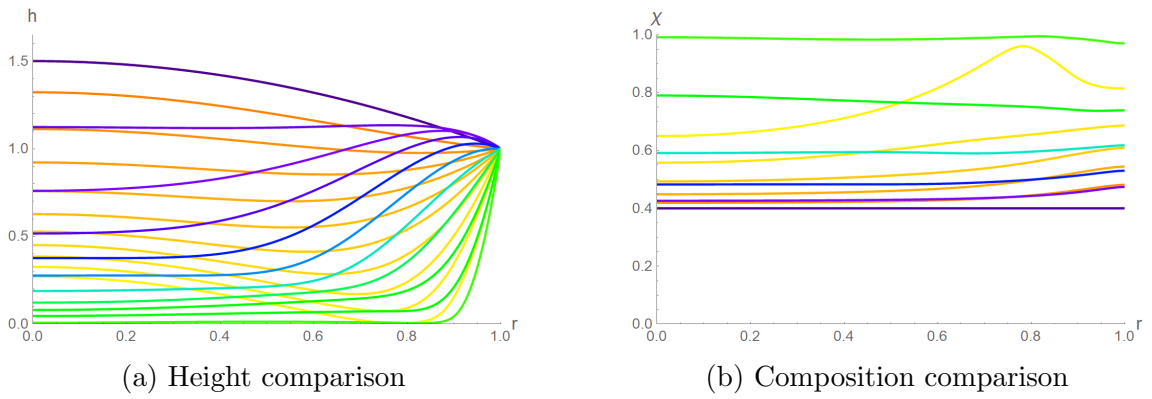 h
1.5
1.0
0.5
0.0
0.0 0.2 0.4 0.6 0.8 1.0 r
(a) Height comparison
χ
1.0
0.8
0.6
0.4
0.2
0.0
0.0 0.2 0.4 0.6 0.8 1.0 r
(b) Composition comparison